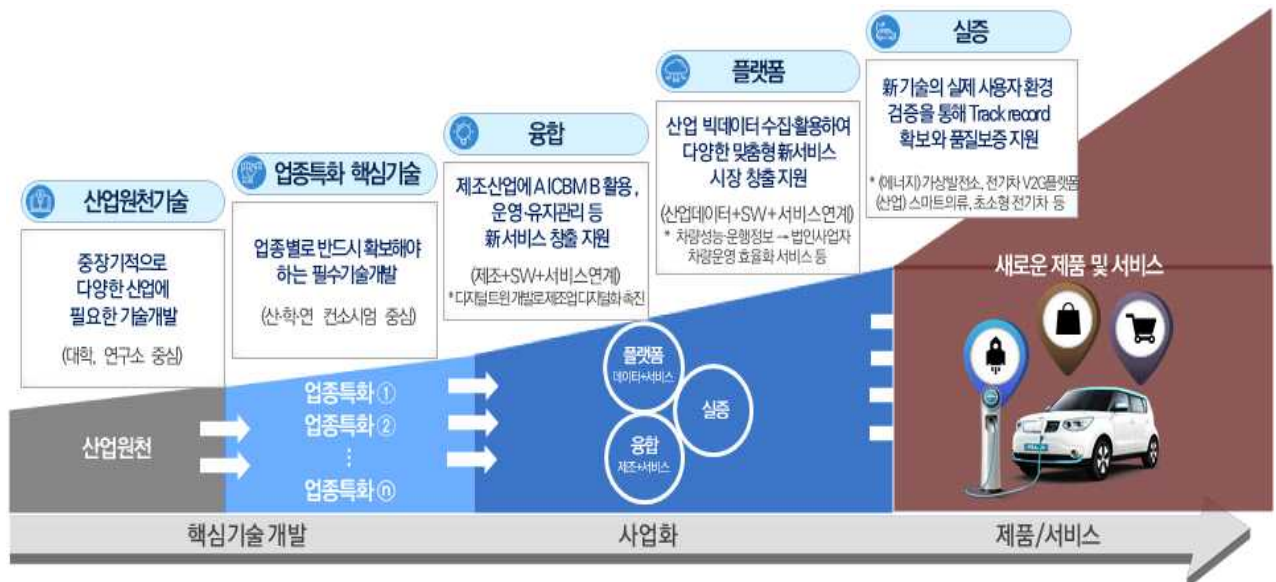 산업원천기술
중장기적으로
다양한 산업에
필요한 기술개발
(대학, 연구소 중심)
업종특화 핵심기술
업종별로 반드시 확보해야
하는 필수기술개발
(산·학·연 컨소시엄 중심)
융합
제조산업에 AICBMB 활용,
운영·유지관리 등
新서비스 창출 지원
(제조+SW+서비스연계)
* 디지털트윈 개발로 제조업 디지털화 촉진
플랫폼
산업 빅데이터 수집·활용하여
다양한 맞춤형 新서비스
시장 창출 지원
(산업데이터+SW+서비스연계)
* 차량성능·운행정보 → 법인사업자
차량운영 효율화 서비스 등
실증
新기술의 실제 사용자 환경
검증을 통해 Track record
확보와 품질보증 지원
* (에너지) 가상발전소, 전기차 V2G플랫폼
(산업) 스마트의류, 초소형 전기차 등
산업원천
업종특화 ①
업종특화 ②
⋮
업종특화 ⓝ
플랫폼
데이터+서비스
실증
융합
제조+서비스
새로운 제품 및 서비스
핵심기술 개발
사업화
제품/서비스